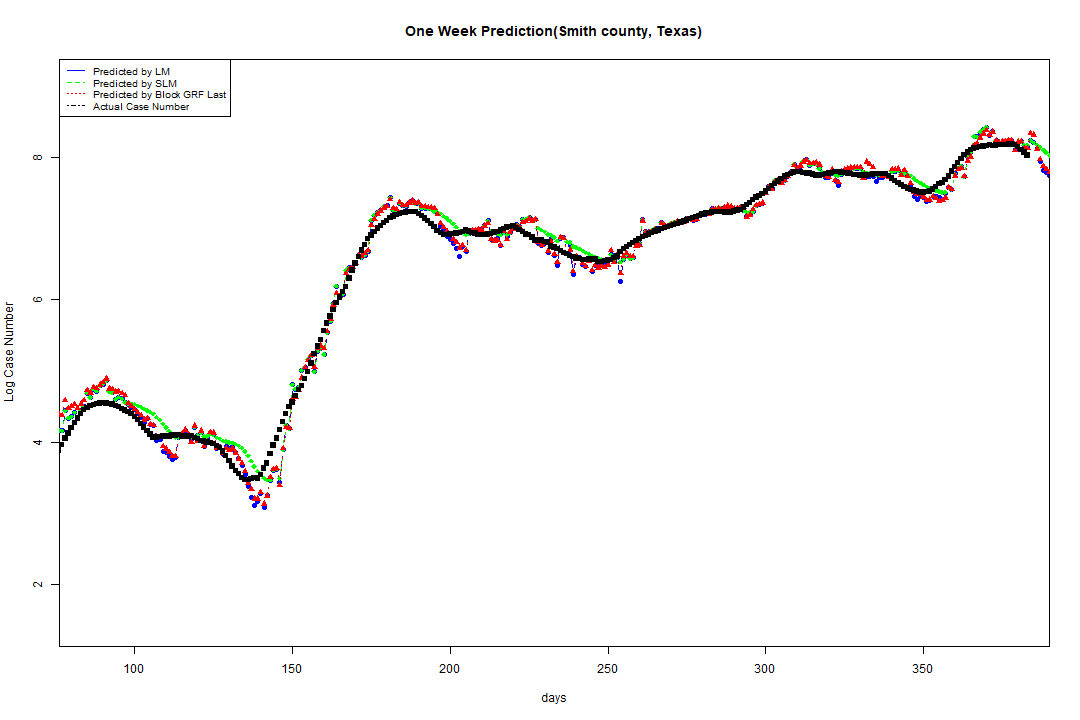 One Week Prediction(Smith county, Texas)
Predicted by LM
Predicted by SLM
Predicted by Block GRF Last
Actual Case Number
8
6
4
2
Log Case Number
100 150 200 250 300 350
days